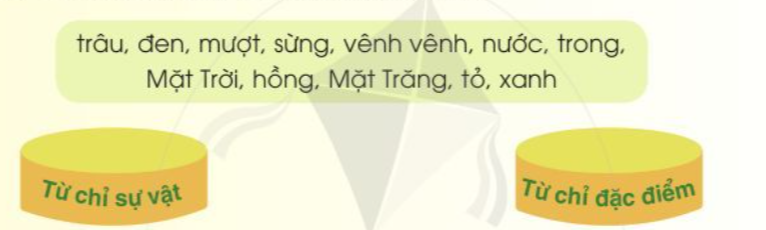 trâu, đen, mượt, sừng, vênh vênh, nước, trong,
Mặt Trời, hồng, Mặt Trăng, tỏ, xanh
Từ chỉ sự vật
Từ chỉ đặc điểm